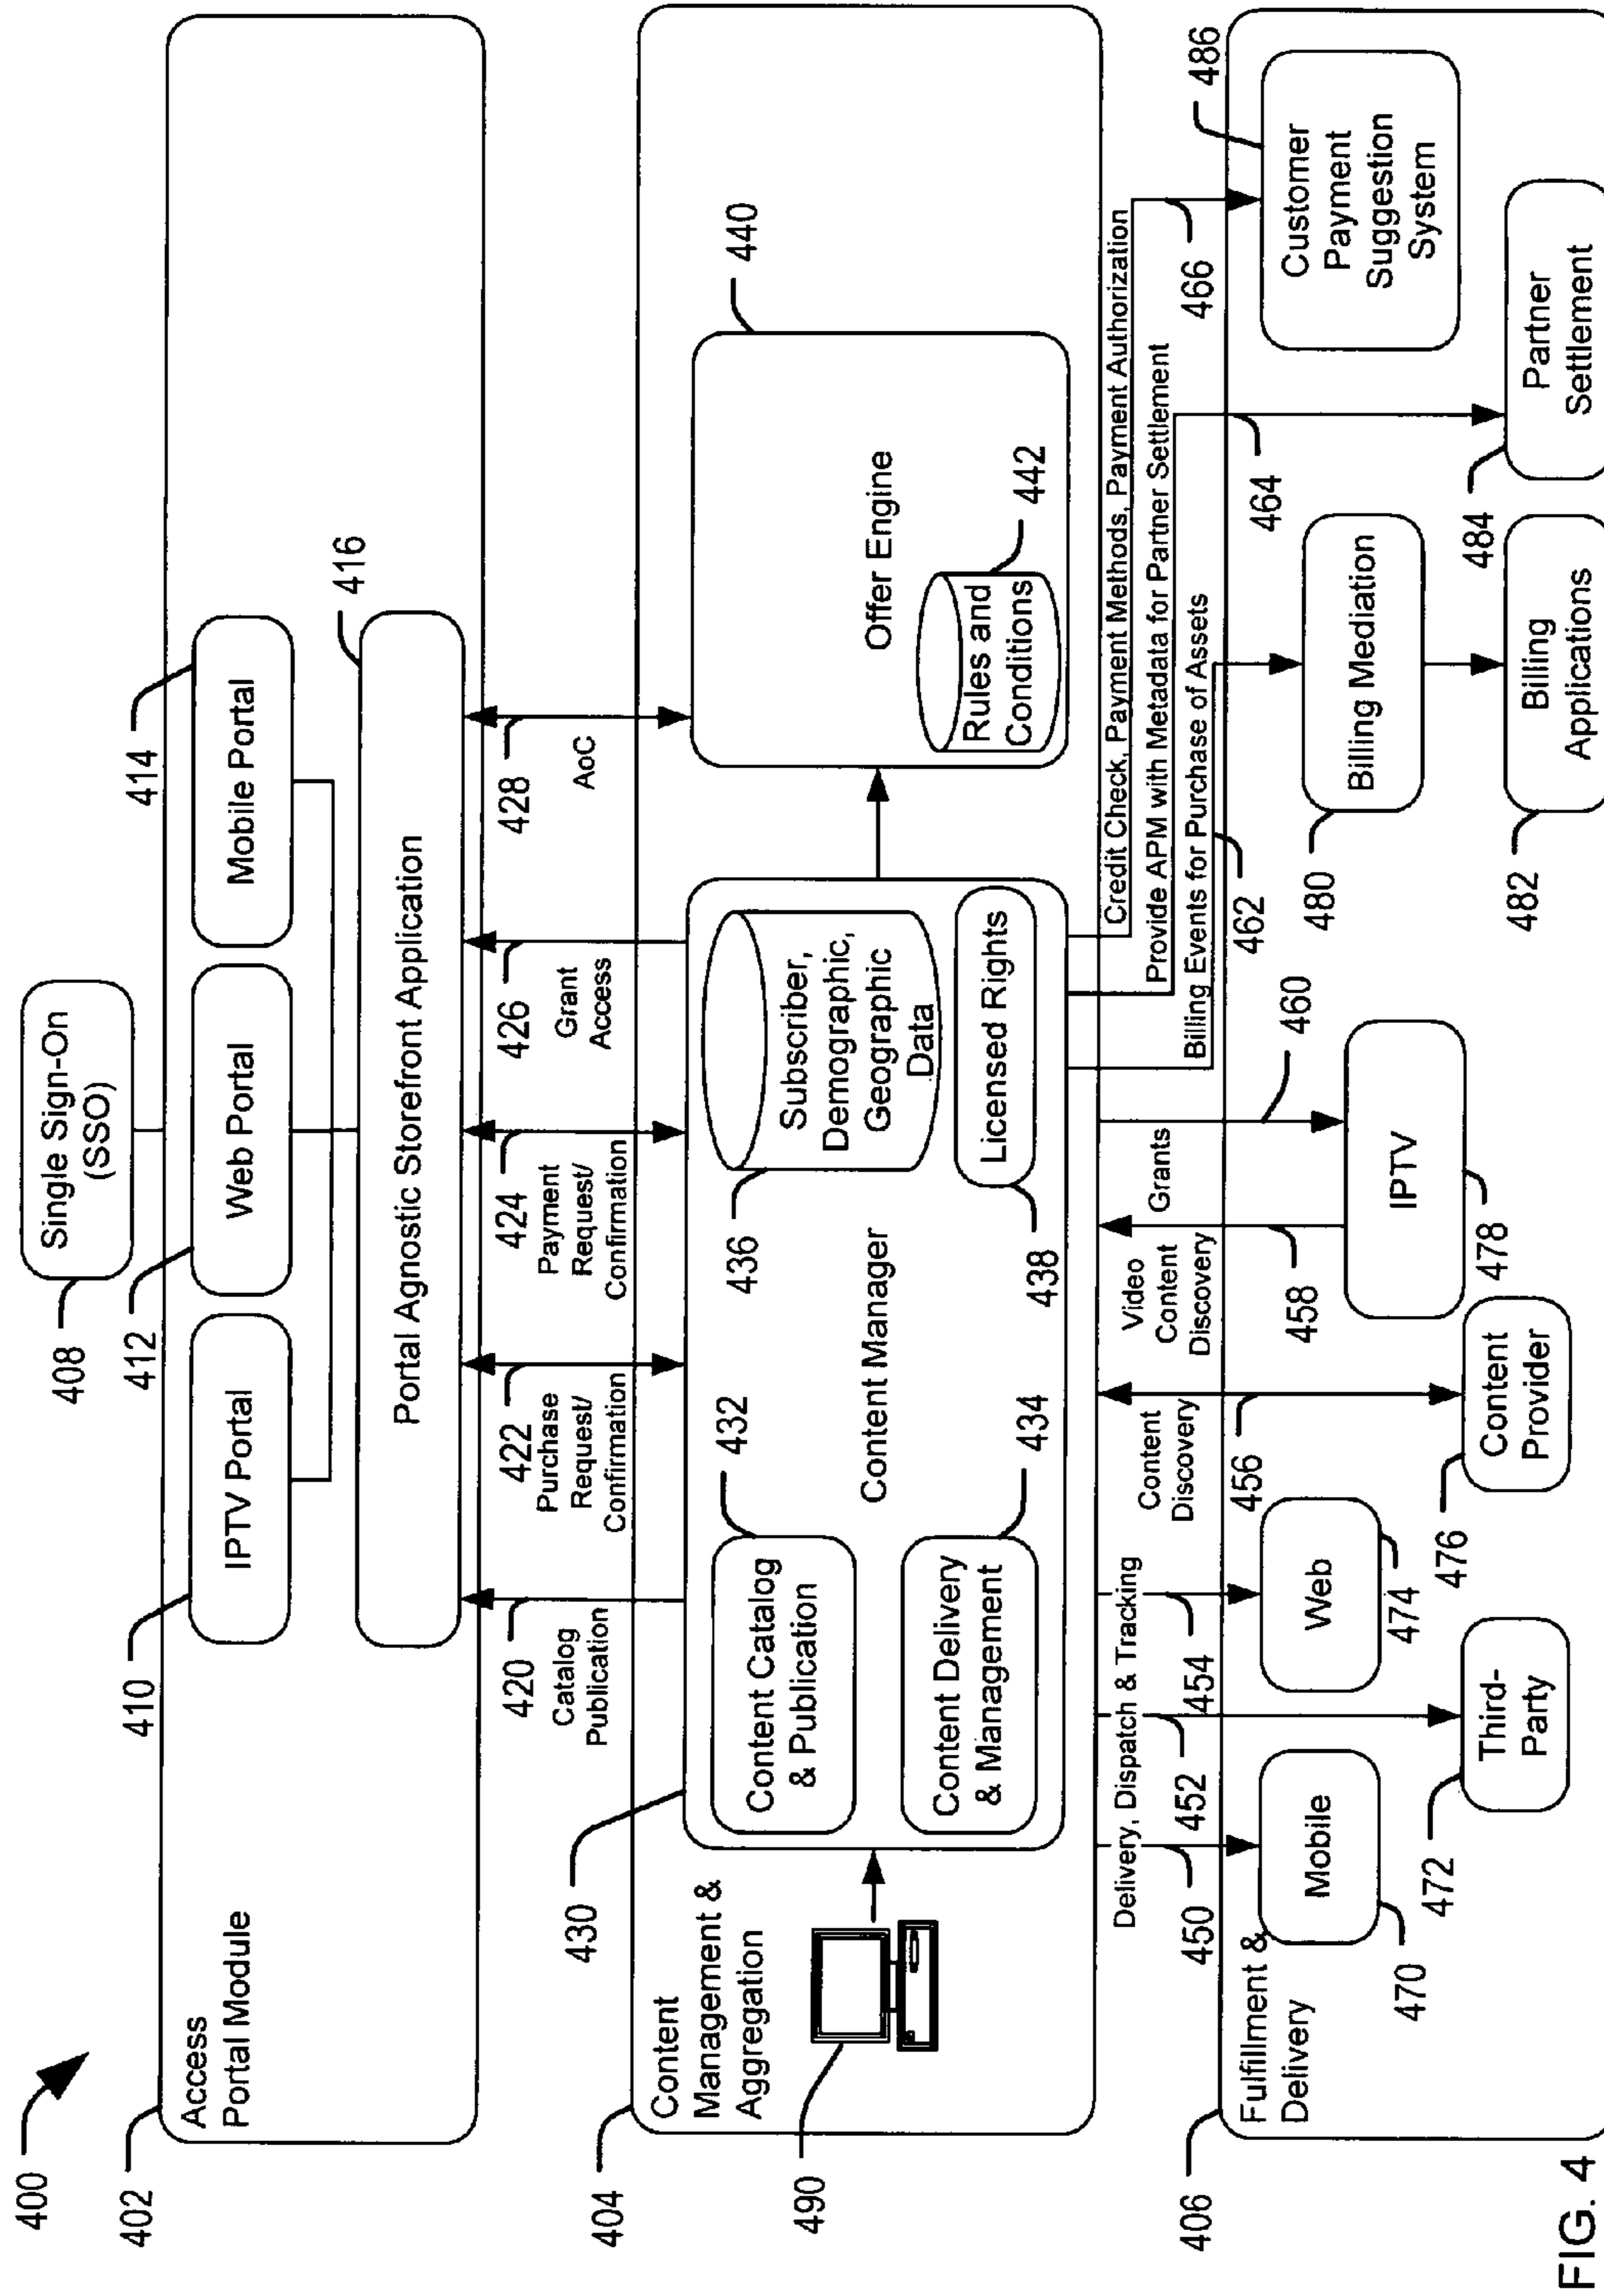 400
402
Access
Portal Module
408
Single Sign-On
(SSO)
410
IPTV Portal
412
Web Portal
414
Mobile Portal
416
Portal Agnostic Storefront Application
420
Catalog
Publication
422
Purchase
Request/
Confirmation
424
Payment
Request/
Confirmation
426
Grant
Access
428
AoC
404
Content
Management &
Aggregation
490
430
Content Catalog
& Publication
432
Content Delivery
& Management
434
Content Manager
436
Subscriber,
Demographic,
Geographic
Data
438
Licensed Rights
440
Offer Engine
Rules and
Conditions
442
Delivery, Dispatch & Tracking
450
452
454
Content
Discovery
456
Video
Content
Discovery
458
Grants
460
Credit Check, Payment Methods, Payment Authorization
Provide APM with Metadata for Partner Settlement
Billing Events for Purchase of Assets
462
464
466
406
Fulfillment &
Delivery
Mobile
470
Third-
Party
472
Web
474
Content
Provider
476
IPTV
478
Billing Mediation
480
Billing
Applications
482
Partner
Settlement
484
Customer
Payment
Suggestion
System
486
FIG. 4